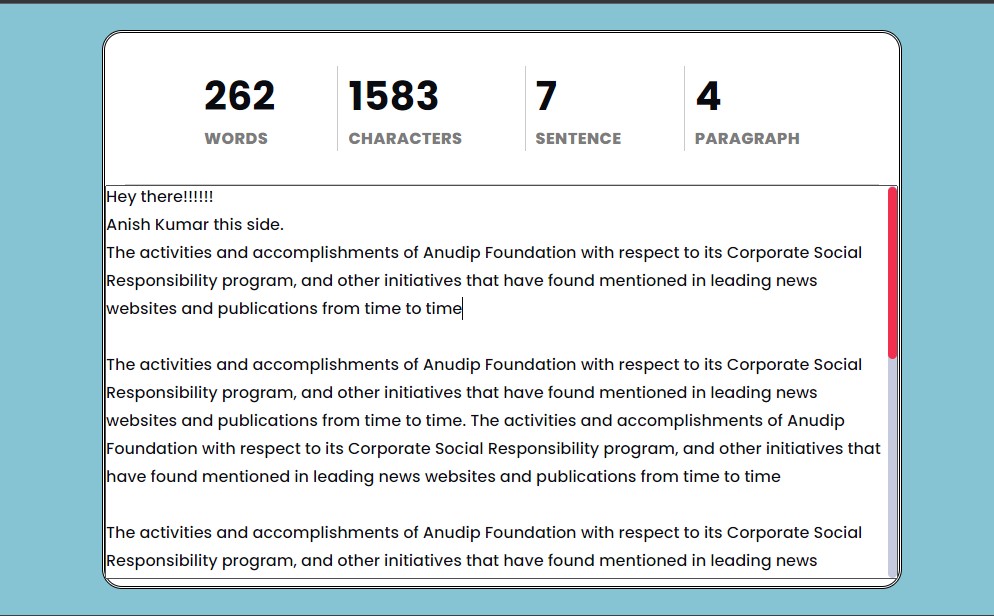 262 1583 7 4
WORDS CHARACTERS SENTENCE PARAGRAPH
Hey there!!!!!!
Anish Kumar this side.
The activities and accomplishments of Anudip Foundation with respect to its Corporate Social
Responsibility program, and other initiatives that have found mentioned in leading news
websites and publications from time to time
The activities and accomplishments of Anudip Foundation with respect to its Corporate Social
Responsibility program, and other initiatives that have found mentioned in leading news
websites and publications from time to time. The activities and accomplishments of Anudip
Foundation with respect to its Corporate Social Responsibility program, and other initiatives that
have found mentioned in leading news websites and publications from time to time
The activities and accomplishments of Anudip Foundation with respect to its Corporate Social
Responsibility program, and other initiatives that have found mentioned in leading news